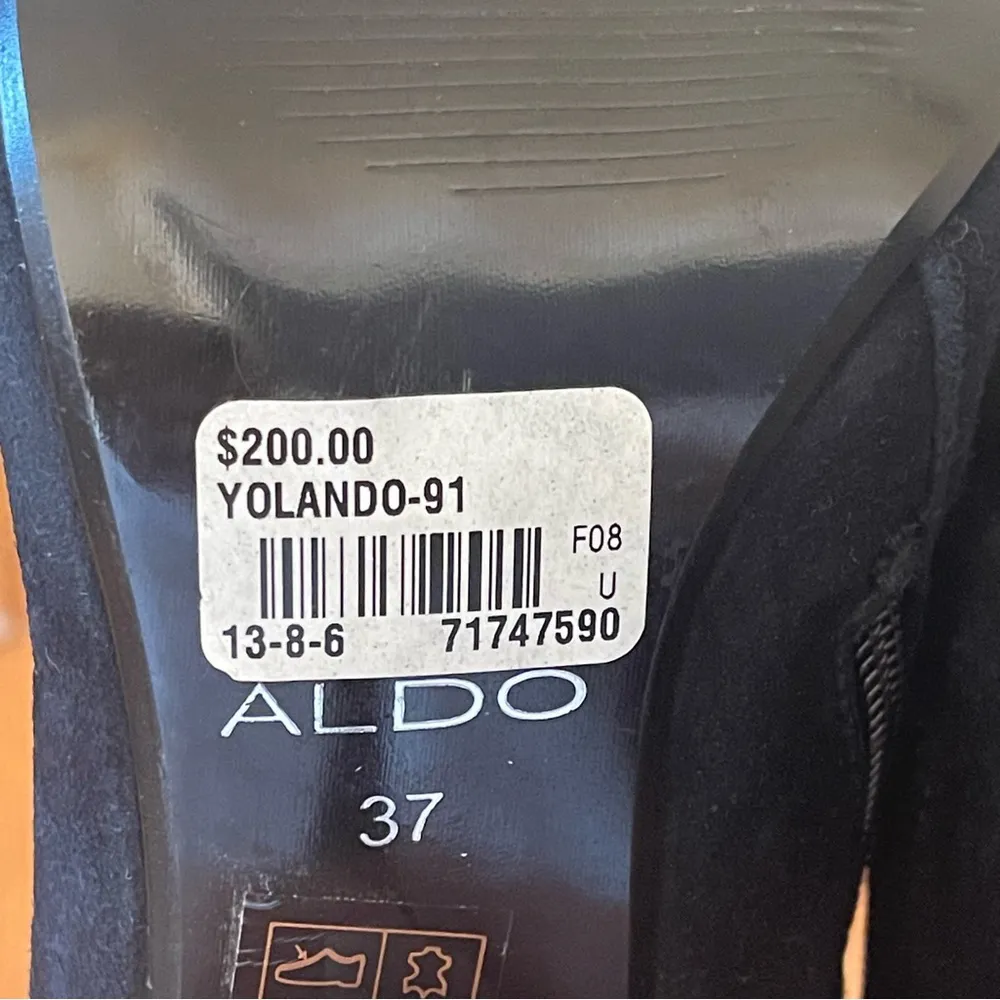 $200.00
YOLANDO-91
F08
U
13-8-6 71747590
ALDO
37